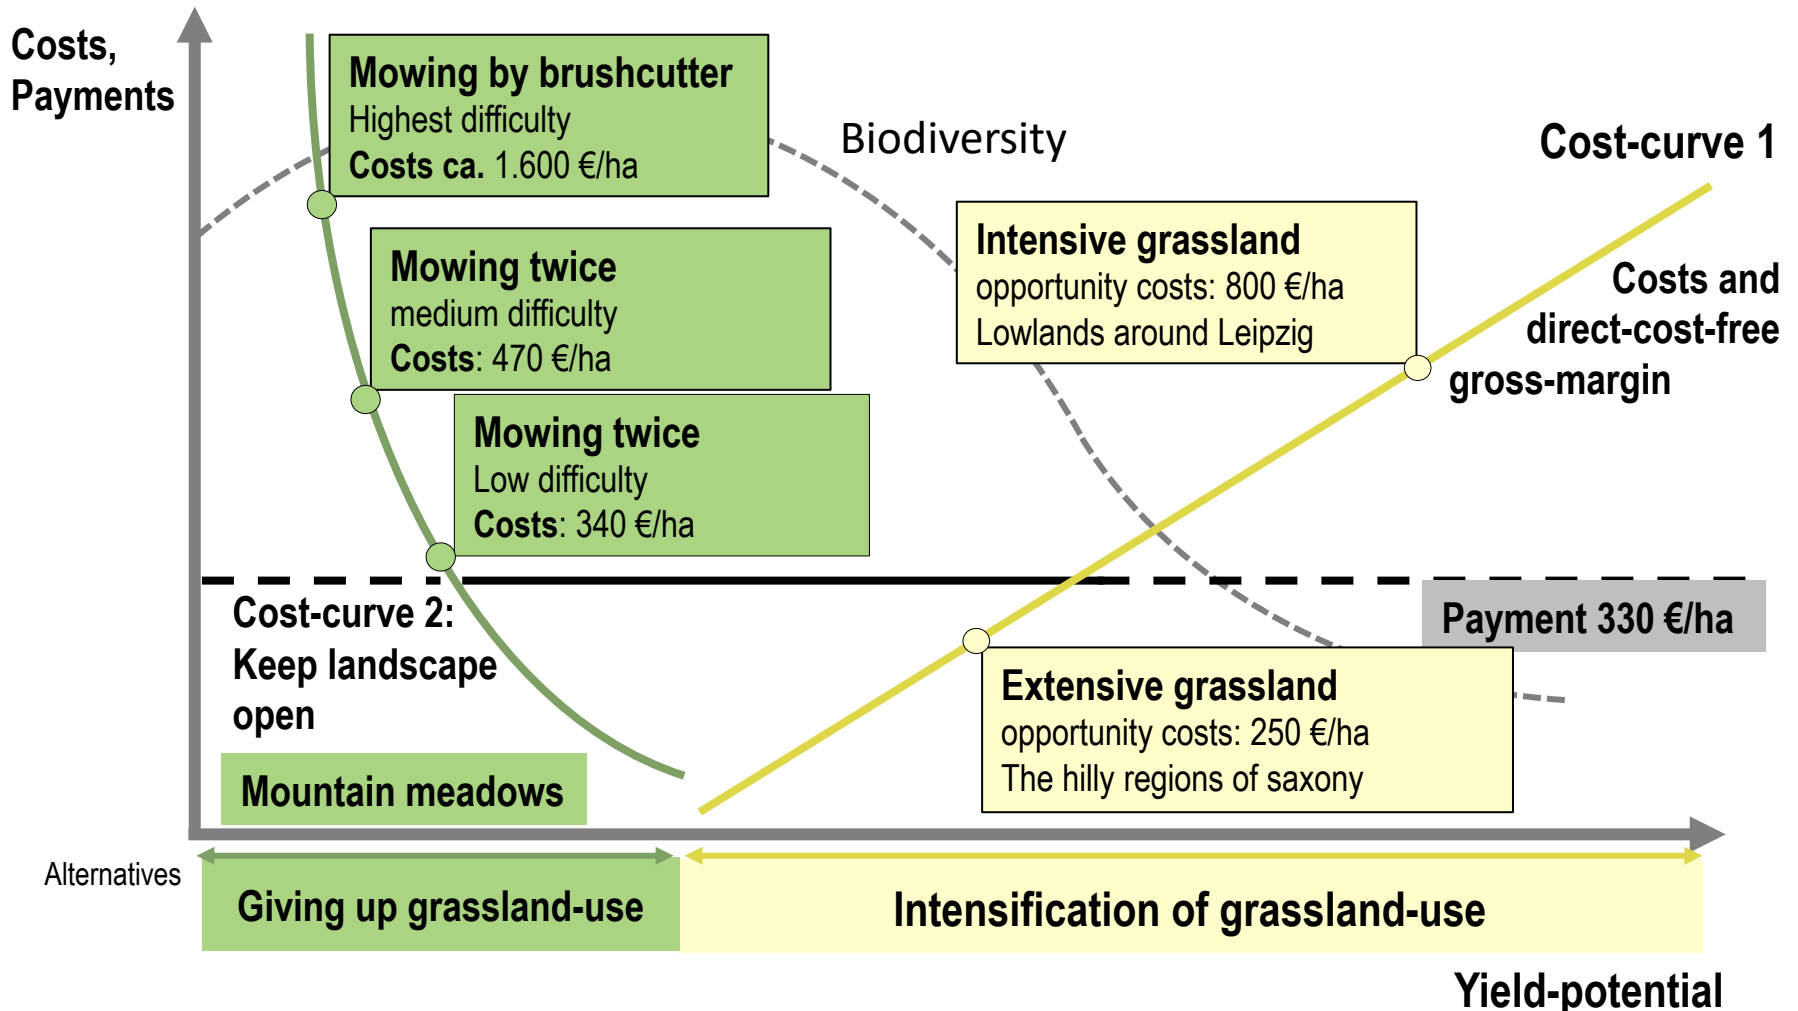 Costs,
Payments
Mowing by brushcutter
Highest difficulty
Costs ca. 1.600 €/ha
Biodiversity
Cost-curve 1
Mowing twice
medium difficulty
Costs: 470 €/ha
Intensive grassland
opportunity costs: 800 €/ha
Lowlands around Leipzig
Costs and
direct-cost-free
gross-margin
Mowing twice
Low difficulty
Costs: 340 €/ha
Cost-curve 2:
Keep landscape
open
Payment 330 €/ha
Extensive grassland
opportunity costs: 250 €/ha
The hilly regions of saxony
Mountain meadows
Alternatives
Giving up grassland-use
Intensification of grassland-use
Yield-potential